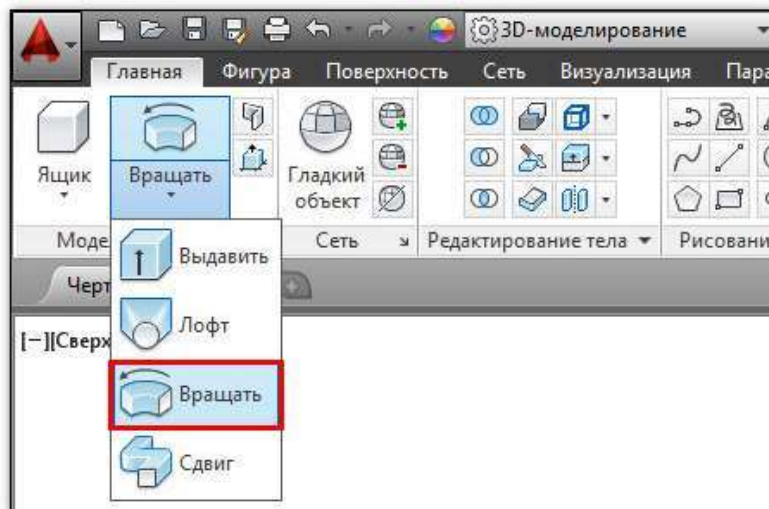 3D-моделирование
Главная Фигура Поверхность Сеть Визуализация Пара
Ящик Вращать Гладкий объект
Моде Сеть Редактирование тела Рисовани
Черт
Выдавить
[−][Сверх
Лофт
Вращать
Сдвиг